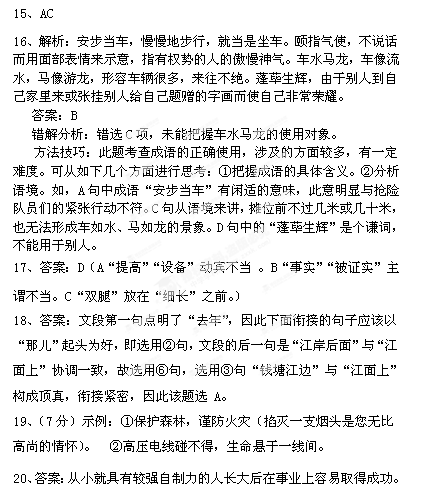 15、AC
16、解析：安步当车，慢慢地步行，就当是坐车。颐指气使，不说话
而用面部表情来示意，指有权势的人的傲慢神气。车水马龙，车像流
水，马像游龙，形容车辆很多，来往不绝。蓬荜生辉，由于别人到自
己家里来或张挂别人给自己题赠的字画而使自己非常荣耀。
答案：B
错解分析：错选C项，未能把握车水马龙的使用对象。
方法技巧：此题考查成语的正确使用，涉及的方面较多，有一定
难度。可从如下几个方面进行思考：①把握成语的具体含义。②分析
语境。如，A句中成语“安步当车”有闲适的意味，此意明显与抢险
队员们的紧张行动不符。C句从语境来讲，摊位前不过几米或几十米，
也无法形成车如水、马如龙的景象。D句中的“蓬荜生辉”是个谦词，
不能用于别人。
17、答案：D（A“提高”“设备”动宾不当 。B“事实”“被证实”主
谓不当。C“双腿”放在“细长”之前。）
18、答案：文段第一句点明了“去年”，因此下面衔接的句子应该以
“那儿”起头为好，即选用②句，文段的后一句是“江岸后面”与“江
面上”协调一致，故选用⑥句，选用③句“钱塘江边”与“江面上”
构成顶真，衔接紧密，因此该题选 A。
19、（7分）示例：①保护森林，谨防火灾（掐灭一支烟头是您无比
高尚的情怀）。 ②高压电线碰不得，生命悬于一线间。
20、答案：从小就具有较强自制力的人长大后在事业上容易取得成功。